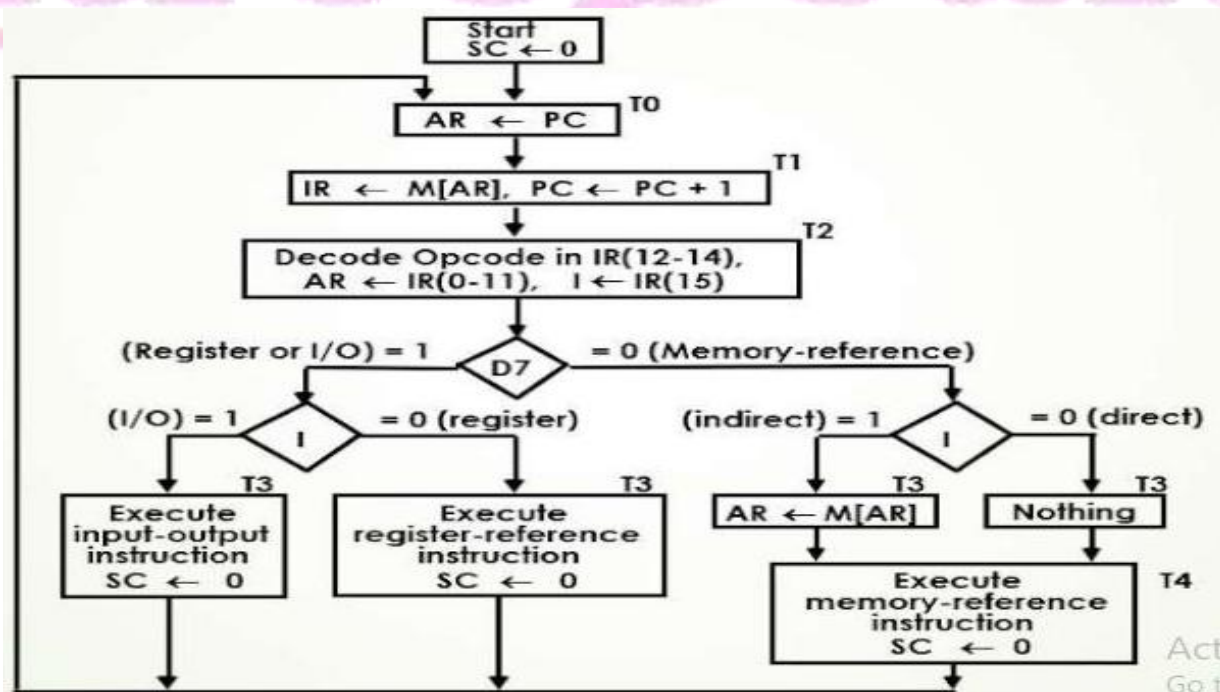 Start
SC ← 0
T0
AR ← PC
T1
IR ← M[AR], PC ← PC + 1
T2
Decode Opcode in IR(12-14),
AR ← IR(0-11), I ← IR(15)
(Register or I/O) = 1
D7
= 0 (Memory-reference)
(I/O) = 1
I
= 0 (register)
(indirect) = 1
I
= 0 (direct)
T3
Execute
input-output
instruction
SC ← 0
T3
Execute
register-reference
instruction
SC ← 0
T3
AR ← M[AR]
T3
Nothing
T4
Execute
memory-reference
instruction
SC ← 0